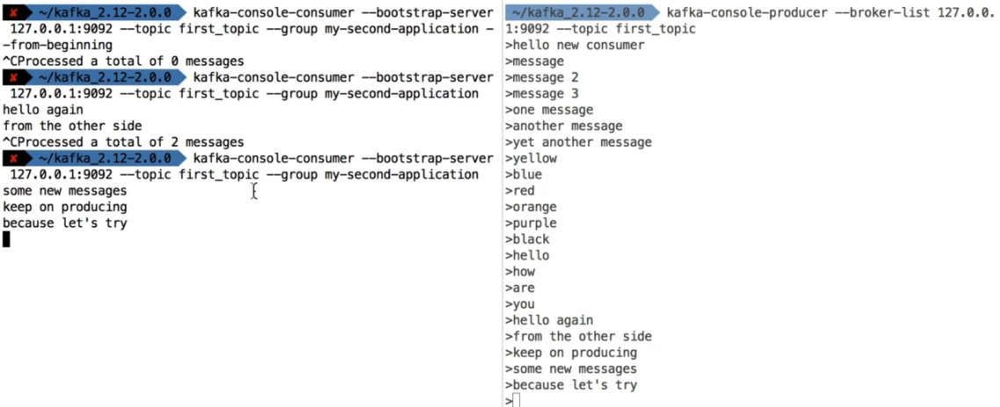 ✘ ~/kafka_2.12-2.0.0 kafka-console-consumer --bootstrap-server
127.0.0.1:9092 --topic first_topic --group my-second-application -
-from-beginning
^CProcessed a total of 0 messages
✘ ~/kafka_2.12-2.0.0 kafka-console-consumer --bootstrap-server
127.0.0.1:9092 --topic first_topic --group my-second-application
hello again
from the other side
^CProcessed a total of 2 messages
✘ ~/kafka_2.12-2.0.0 kafka-console-consumer --bootstrap-server
127.0.0.1:9092 --topic first_topic --group my-second-application
some new messages
keep on producing
because let's try
~/kafka_2.12-2.0.0 kafka-console-producer --broker-list 127.0.0.
1:9092 --topic first_topic
>hello new consumer
>message
>message 2
>message 3
>one message
>another message
>yet another message
>yellow
>blue
>red
>orange
>purple
>black
>hello
>how
>are
>you
>hello again
>from the other side
>keep on producing
>some new messages
>because let's try
>